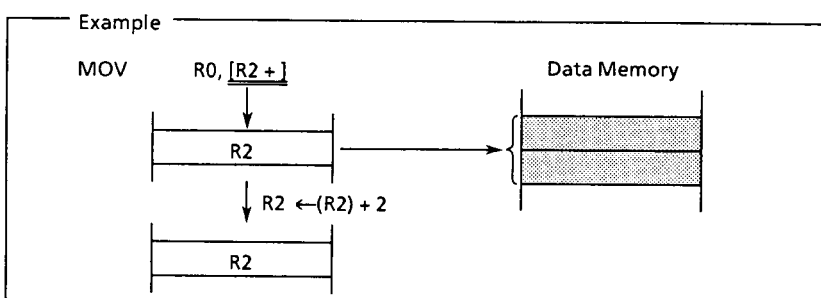 Example
MOV R0, [R2 + ] Data Memory
R2
R2 ←(R2) + 2
R2